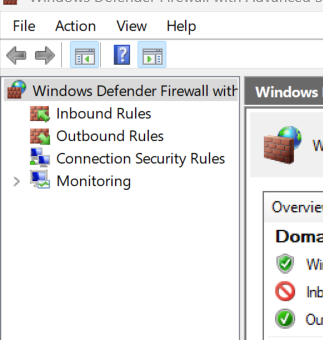 Windows Defender Firewall with Advanced S
File Action View Help
Windows Defender Firewall with
Inbound Rules
Outbound Rules
Connection Security Rules
Monitoring
Windows
Overvie
Doma
Wi
Inb
Ou